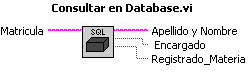 Consultar en Database.vi
Matricula
SQL
Apellido y Nombre
Encargado
Registrado_Materia